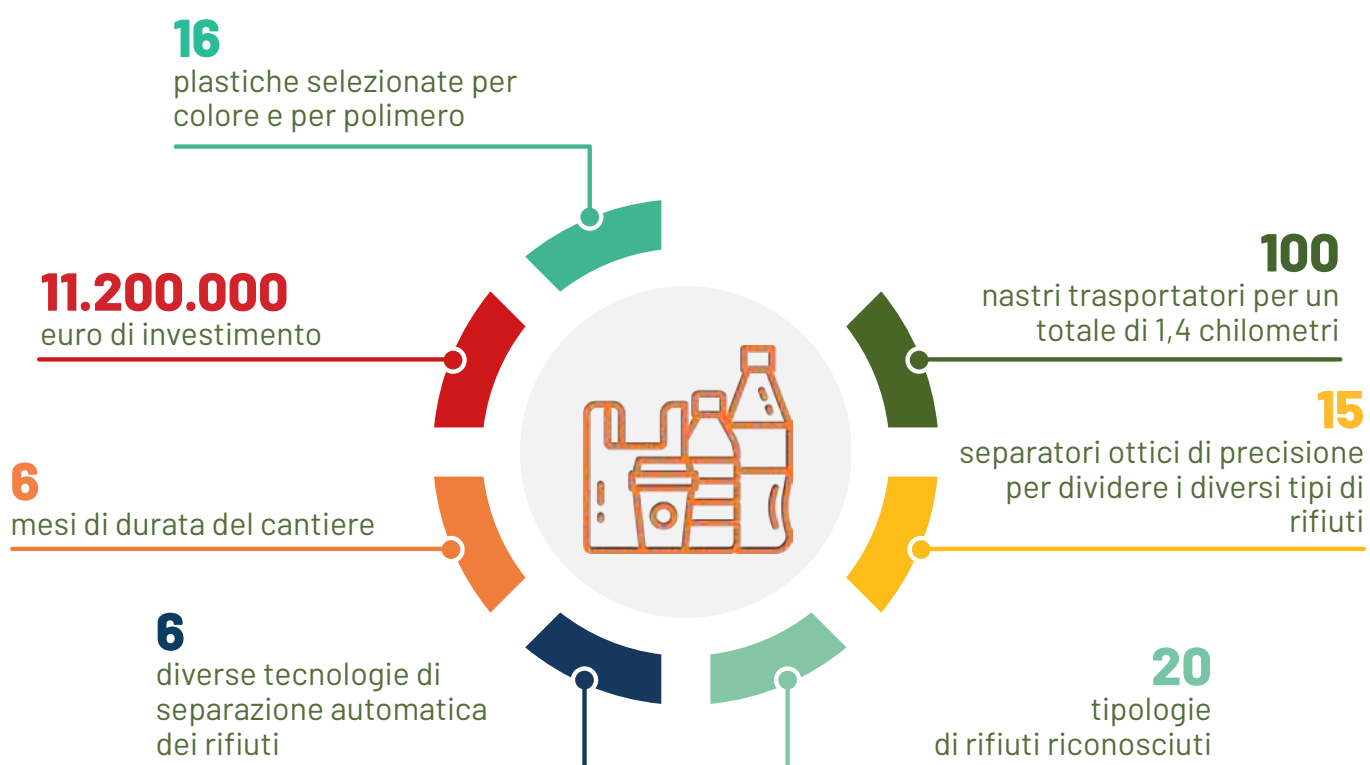 16
plastiche selezionate per
colore e per polimero
11.200.000
euro di investimento
6
mesi di durata del cantiere
6
diverse tecnologie di
separazione automatica
dei rifiuti
100
nastri trasportatori per un
totale di 1,4 chilometri
15
separatori ottici di precisione
per dividere i diversi tipi di
rifiuti
20
tipologie
di rifiuti riconosciuti